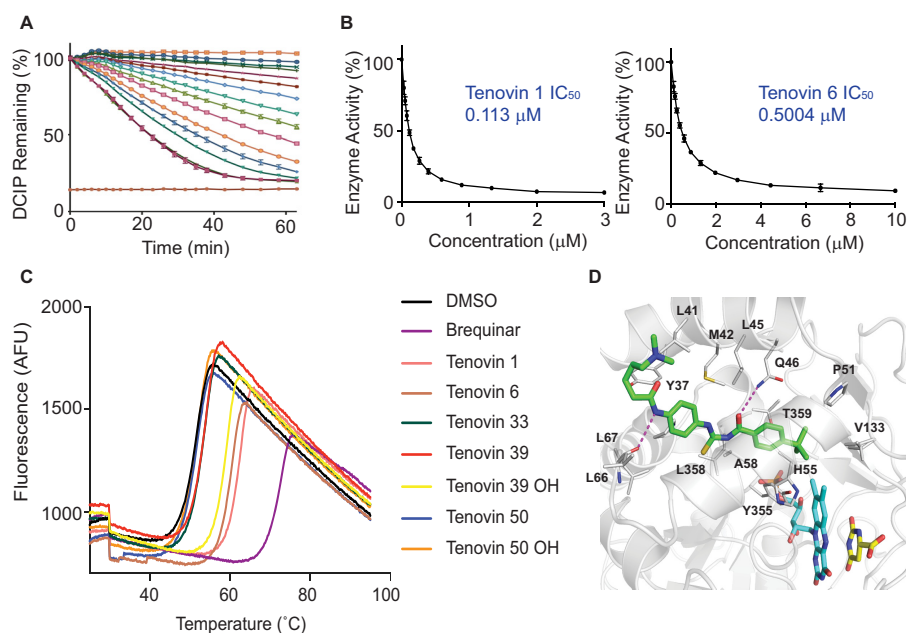 A
DCIP Remaining (%)
100
50
0
0
20
40
60
Time (min)
B
Enzyme Activity (%)
100
50
0
0
1
2
3
Concentration (μM)
Tenovin 1 IC50
0.113 μM
Enzyme Activity (%)
100
50
0
0
2
4
6
8
10
Concentration (μM)
Tenovin 6 IC50
0.5004 μM
C
Fluorescence (AFU)
2000
1500
1000
40
60
80
100
Temperature (˚C)
DMSO
Brequinar
Tenovin 1
Tenovin 6
Tenovin 33
Tenovin 39
Tenovin 39 OH
Tenovin 50
Tenovin 50 OH
D
L41
M42
L45
Q46
P51
Y37
T359
V133
L67
L66
L358
A58
H55
Y355